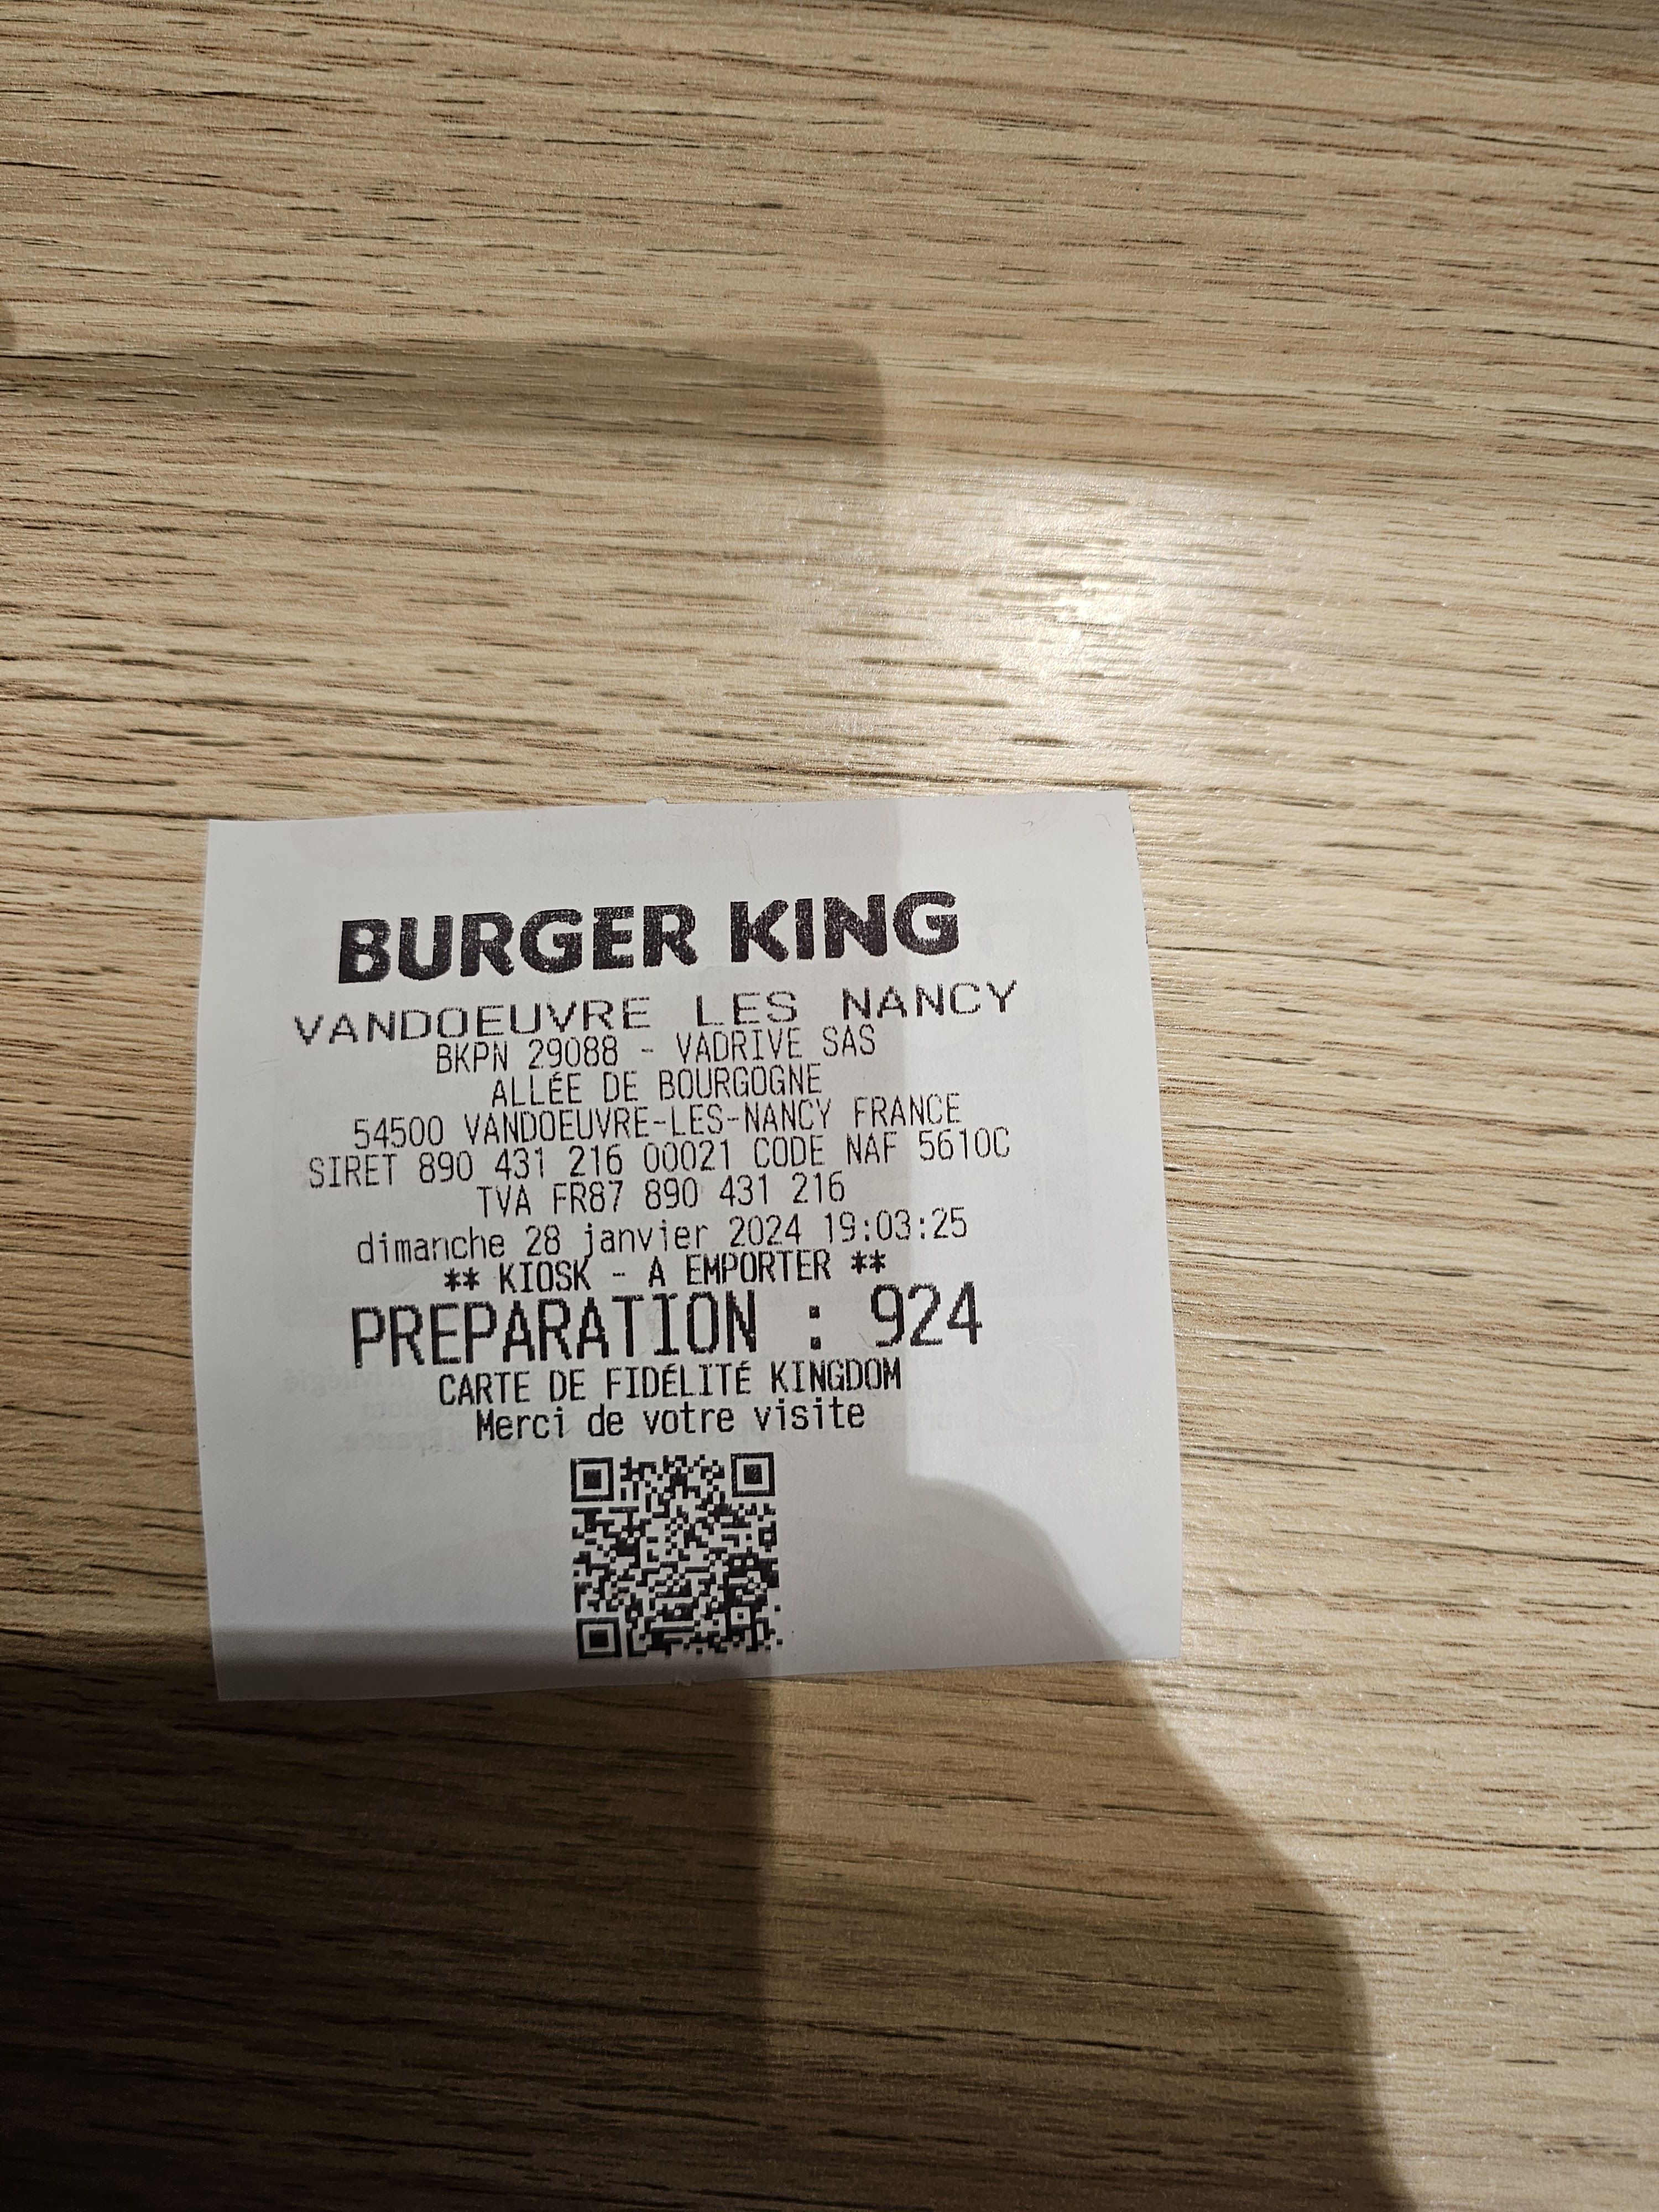 BURGER KING
VANDOEUVRE LES NANCY
BKPN 29088 - VADRIVE SAS
ALLÉE DE BOURGOGNE
54500 VANDOEUVRE-LES-NANCY FRANCE
SIRET 890 431 216 00021 CODE NAF 5610C
TVA FR87 890 431 216
dimanche 28 janvier 2024 19:03:25
** KIOSK - A EMPORTER **
PREPARATION : 924
CARTE DE FIDÉLITÉ KINGDOM
Merci de votre visite